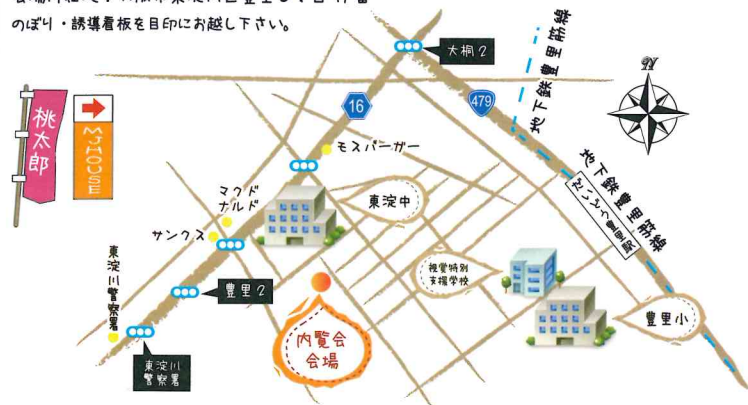 のぼり・誘導看板を目印にお越し下さい。
大桐2
地下鉄豊里筋線
N
16
479
桃太郎
MJHOUSE
モスバーガー
地下鉄豊里筋線
だいどう豊里駅
マクド
ナルド
東淀中
サンクス
視覚特別
支援学校
東淀川警察署
豊里2
内覧会
会場
豊里小
東淀川
警察署